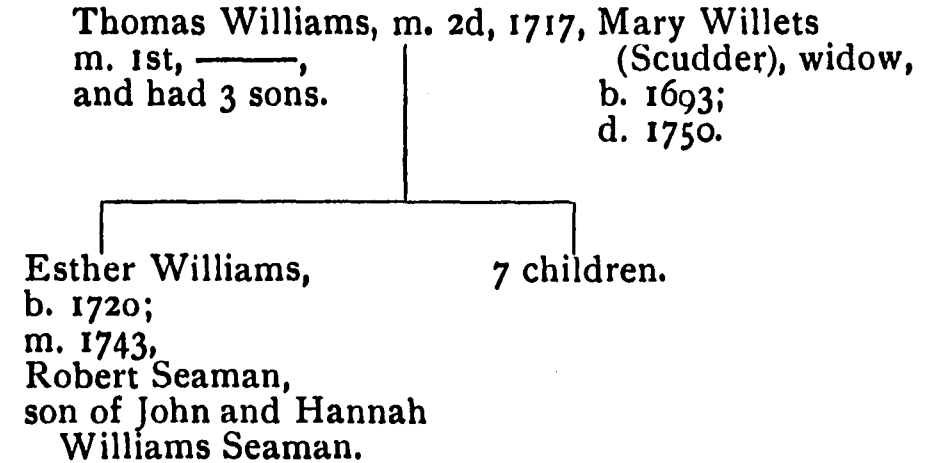 Thomas Williams, m. 2d, 1717, Mary Willets
m. 1st, ———, (Scudder), widow,
and had 3 sons. b. 1693;
d. 1750.
Esther Williams, 7 children.
b. 1720;
m. 1743,
Robert Seaman,
son of John and Hannah
Williams Seaman.